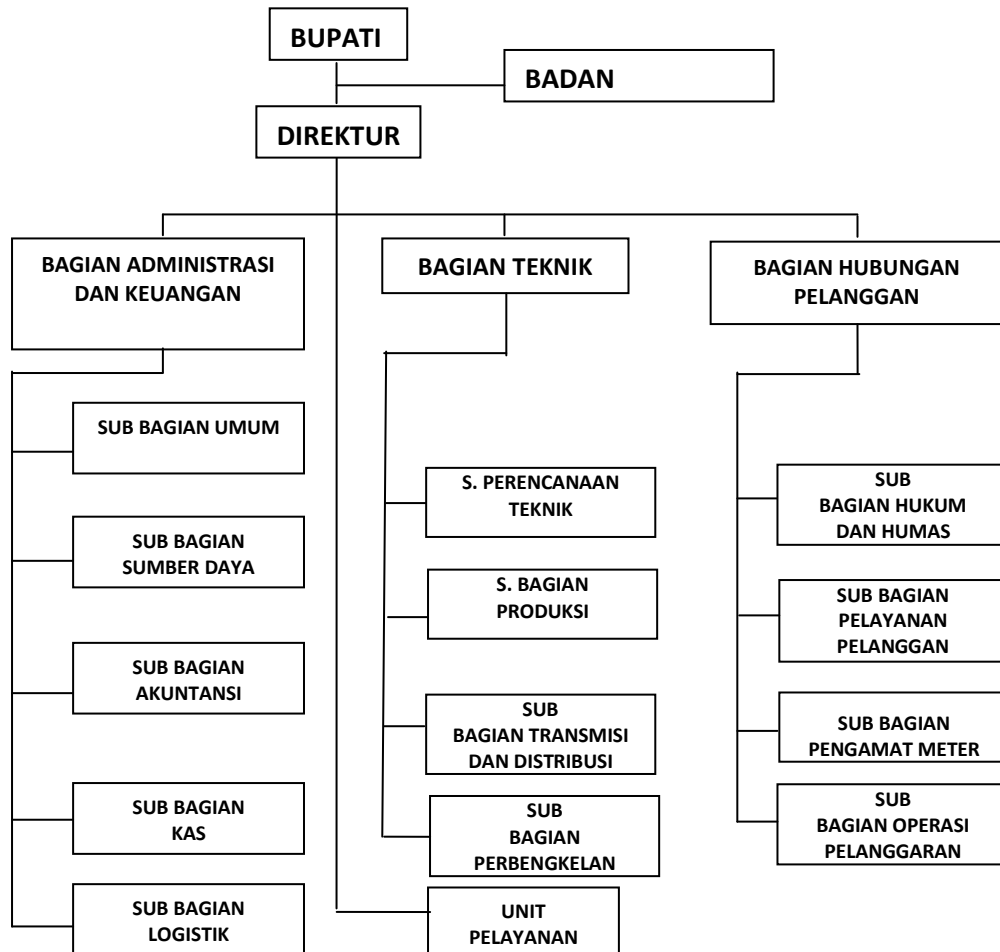 BUPATI
BADAN
DIREKTUR
BAGIAN ADMINISTRASI
DAN KEUANGAN
BAGIAN TEKNIK
BAGIAN HUBUNGAN
PELANGGAN
SUB BAGIAN UMUM
SUB BAGIAN
SUMBER DAYA
SUB BAGIAN
AKUNTANSI
SUB BAGIAN
KAS
SUB BAGIAN
LOGISTIK
S. PERENCANAAN
TEKNIK
S. BAGIAN
PRODUKSI
SUB
BAGIAN TRANSMISI
DAN DISTRIBUSI
SUB
BAGIAN
PERBENGKELAN
UNIT
PELAYANAN
SUB
BAGIAN HUKUM
DAN HUMAS
SUB BAGIAN
PELAYANAN
PELANGGAN
SUB BAGIAN
PENGAMAT METER
SUB
BAGIAN OPERASI
PELANGGARAN